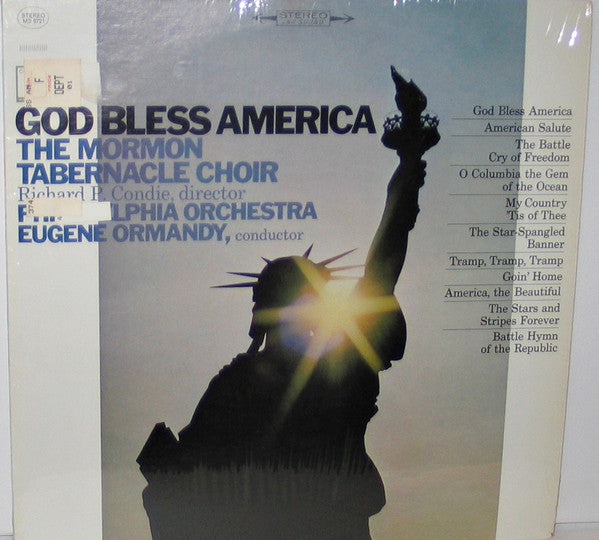 STEREO
MS 6721
STEREO
F
DEPT
GOD BLESS AMERICA
THE MORMON
TABERNACLE CHOIR
Richard P. Condie, director
ORCHESTRA
EUGENE ORMANDY, conductor
God Bless America
American Salute
The Battle
Cry of Freedom
O Columbia the Gem
of the Ocean
My Country
'Tis of Thee
The Star-Spangled
Banner
Tramp, Tramp, Tramp
Goin' Home
America, the Beautiful
The Stars and
Stripes Forever
Battle Hymn
of the Republic